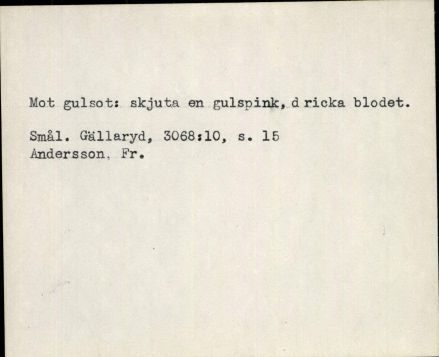 Mot gulsot: skjuta en gulspink, dricka blodet.
Smål. Gällaryd, 3068:10, s. 15
Andersson, Fr.